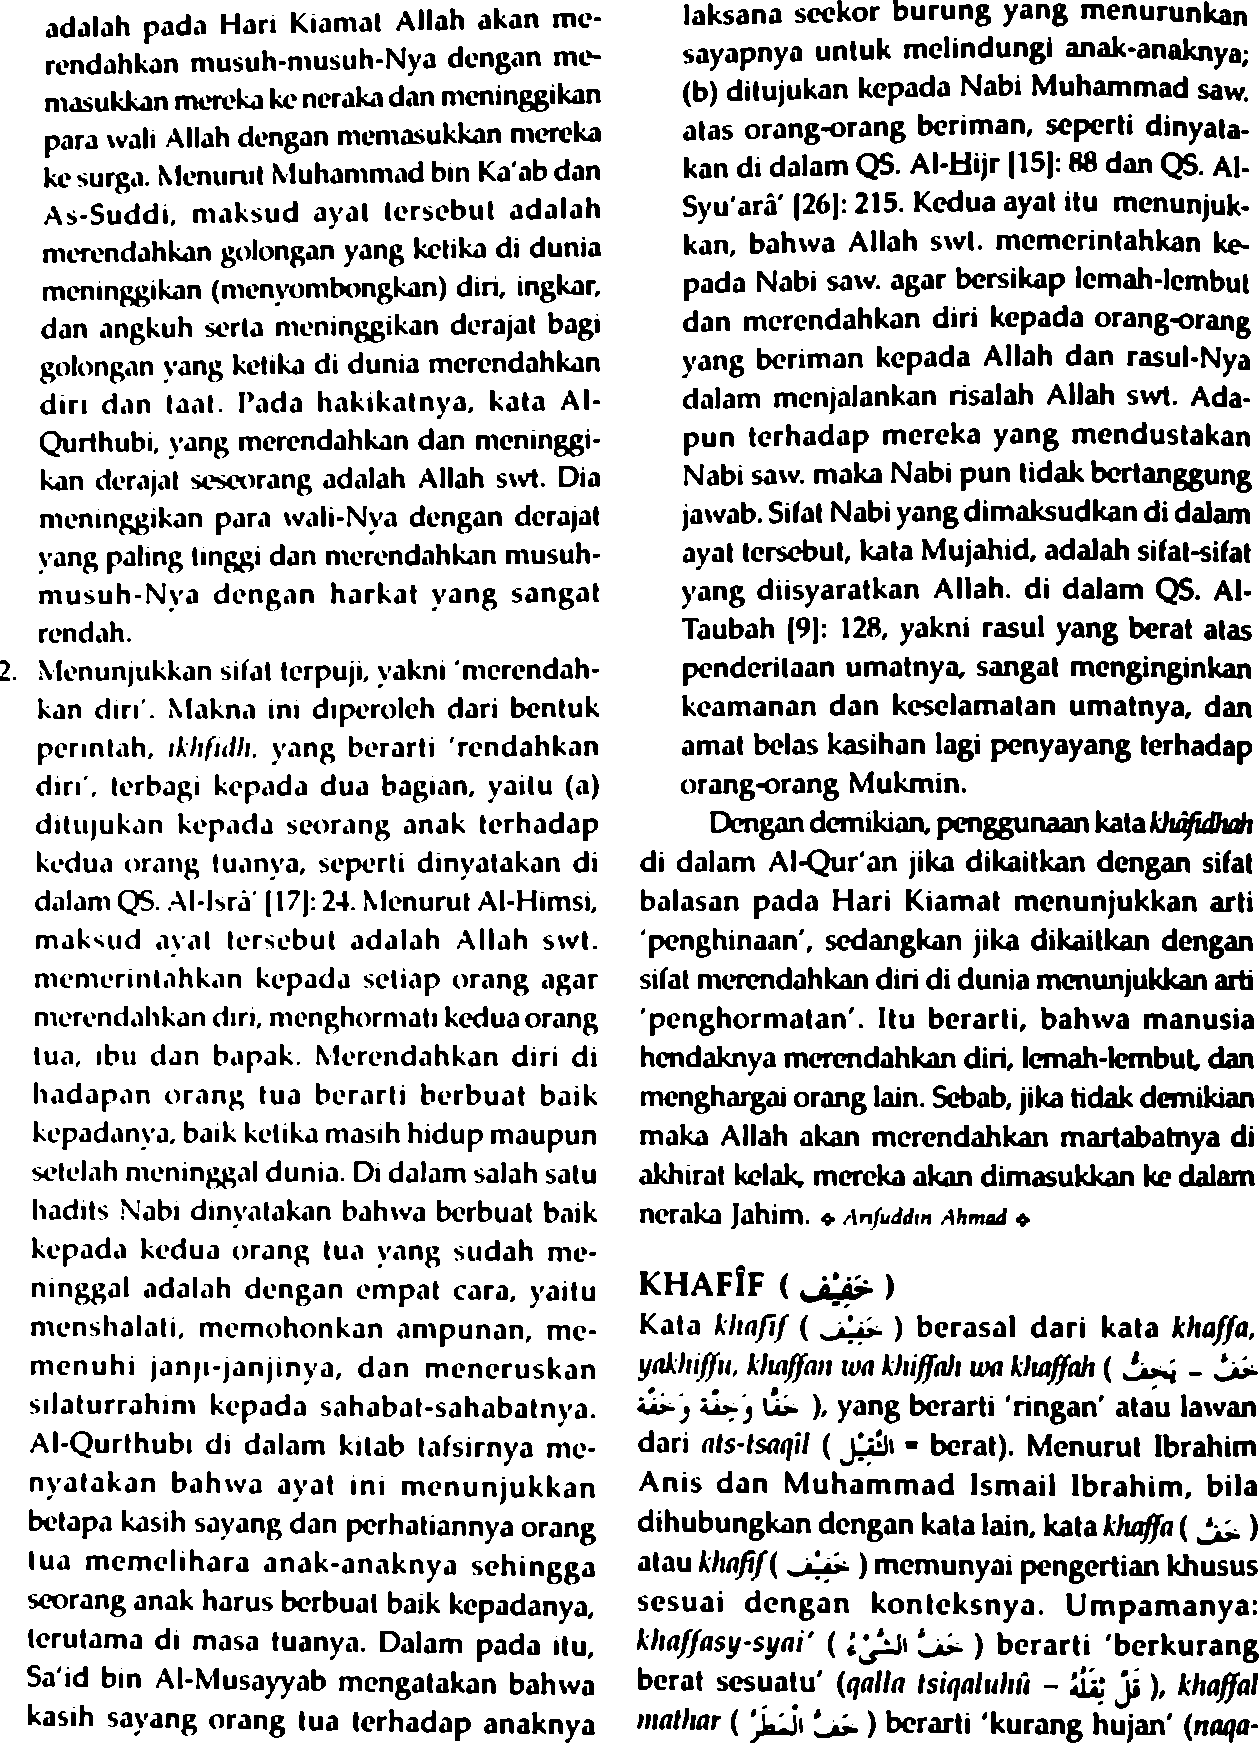 adalah pada Hari Kiamat Allah akan me-
rendahkan musuh-musuh-Nya dengan me-
masukkan mereka ke neraka dan meninggikan
para wali Allah dengan memasukkan mereka
ke surga. Menurut Muhammad bin Ka'ab dan
As-Suddi, maksud ayat tersebut adalah
merendahkan golongan yang ketika di dunia
meninggikan (menyombongkan) diri, ingkar,
dan angkuh serta meninggikan derajat bagi
golongan yang ketika di dunia merendahkan
diri dan taat. Pada hakikatnya, kata Al-
Qurthubi, yang merendahkan dan meninggi-
kan derajat seseorang adalah Allah swt. Dia
meninggikan para wali-Nya dengan derajat
yang paling tinggi dan merendahkan musuh-
musuh-Nya dengan harkat yang sangat
rendah.
2. Menunjukkan sifat terpuji, yakni 'merendah-
kan diri'. Makna ini diperoleh dari bentuk
perintah, ikhfidh, yang berarti 'rendahkan
diri', terbagi kepada dua bagian, yaitu (a)
ditujukan kepada seorang anak terhadap
kedua orang tuanya, seperti dinyatakan di
dalam QS. Al-Isrâ' [17]: 24. Menurut Al-Himsi,
maksud ayat tersebut adalah Allah swt.
memerintahkan kepada setiap orang agar
merendahkan diri, menghormati kedua orang
tua, ibu dan bapak. Merendahkan diri di
hadapan orang tua berarti berbuat baik
kepadanya, baik ketika masih hidup maupun
setelah meninggal dunia. Di dalam salah satu
hadits Nabi dinyatakan bahwa berbuat baik
kepada kedua orang tua yang sudah me-
ninggal adalah dengan empat cara, yaitu
menshalati, memohonkan ampunan, me-
menuhi janji-janjinya, dan meneruskan
silaturrahim kepada sahabat-sahabatnya.
Al-Qurthubi di dalam kitab tafsirnya me-
nyatakan bahwa ayat ini menunjukkan
betapa kasih sayang dan perhatiannya orang
tua memelihara anak-anaknya sehingga
seorang anak harus berbuat baik kepadanya,
terutama di masa tuanya. Dalam pada itu,
Sa'id bin Al-Musayyab mengatakan bahwa
kasih sayang orang tua terhadap anaknya
laksana seekor burung yang menurunkan
sayapnya untuk melindungi anak-anaknya;
(b) ditujukan kepada Nabi Muhammad saw.
atas orang-orang beriman, seperti dinyata-
kan di dalam QS. Al-Hijr [15]: 88 dan QS. Al-
Syu'arâ' [26]: 215. Kedua ayat itu menunjuk-
kan, bahwa Allah swt. memerintahkan ke-
pada Nabi saw. agar bersikap lemah-lembut
dan merendahkan diri kepada orang-orang
yang beriman kepada Allah dan rasul-Nya
dalam menjalankan risalah Allah swt. Ada-
pun terhadap mereka yang mendustakan
Nabi saw. maka Nabi pun tidak bertanggung
jawab. Sifat Nabi yang dimaksudkan di dalam
ayat tersebut, kata Mujahid, adalah sifat-sifat
yang diisyaratkan Allah. di dalam QS. Al-
Taubah [9]: 128, yakni rasul yang berat atas
penderitaan umatnya, sangat menginginkan
keamanan dan keselamatan umatnya, dan
amat belas kasihan lagi penyayang terhadap
orang-orang Mukmin.
Dengan demikian, penggunaan kata khâfidhah
di dalam Al-Qur'an jika dikaitkan dengan sifat
balasan pada Hari Kiamat menunjukkan arti
'penghinaan', sedangkan jika dikaitkan dengan
sifat merendahkan diri di dunia menunjukkan arti
'penghormatan'. Itu berarti, bahwa manusia
hendaknya merendahkan diri, lemah-lembut, dan
menghargai orang lain. Sebab, jika tidak demikian
maka Allah akan merendahkan martabatnya di
akhirat kelak, mereka akan dimasukkan ke dalam
neraka Jahim. ❖ Arifuddin Ahmad ❖
KHAFÎF ( خَفِيْف )
Kata khafîf ( خَفِيْف ) berasal dari kata khaffa,
yakhiffu, khaffan wa khiffah wa khaffah ( خَفَّ – يَخِفُّ
خَفًّا وَخِفَّة وَخَفَّة ), yang berarti 'ringan' atau lawan
dari ats-tsaqîl ( الثَّقِيْل = berat). Menurut Ibrahim
Anis dan Muhammad Ismail Ibrahim, bila
dihubungkan dengan kata lain, kata khaffa ( خَفَّ )
atau khafîf ( خَفِيْف ) memunyai pengertian khusus
sesuai dengan konteksnya. Umpamanya:
khaffasy-syai' ( خَفَّ الشَّيْءُ ) berarti 'berkurang
berat sesuatu' (qalla tsiqaluhû – قَلَّ ثِقَلُهُ ), khaffal
mathar ( خَفَّ الْمَطَرُ ) berarti 'kurang hujan' (naqa-